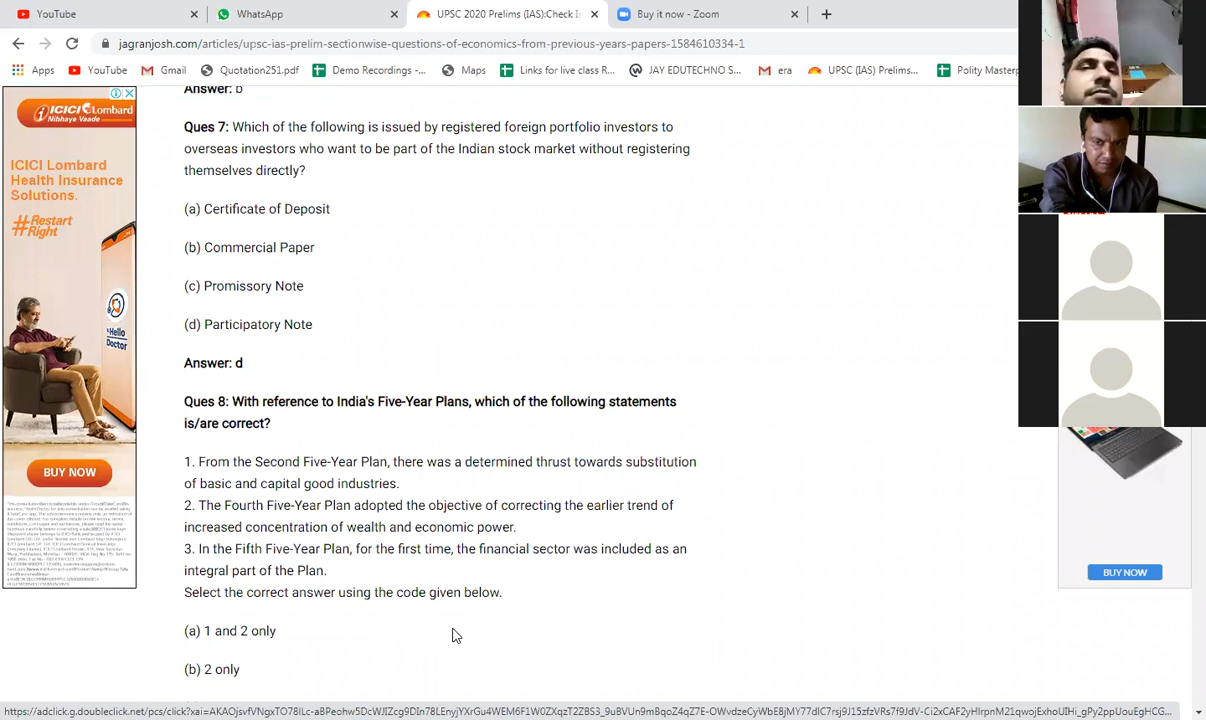 YouTube
WhatsApp
UPSC 2020 Prelims (IAS):Check In
Buy it now - Zoom
jagranjosh.com/articles/upsc-ias-prelim-sectionwise-questions-of-economics-from-previous-years-papers-1584610334-1
Apps YouTube Gmail Quotation251.pdf Demo Recordings -... Maps Links for live class R... JAY EDUTECHNO S... era UPSC (IAS) Prelims... Polity Masterp
Answer: b
Ques 7: Which of the following is issued by registered foreign portfolio investors to
overseas investors who want to be part of the Indian stock market without registering
themselves directly?
(a) Certificate of Deposit
(b) Commercial Paper
(c) Promissory Note
(d) Participatory Note
Answer: d
Ques 8: With reference to India's Five-Year Plans, which of the following statements
is/are correct?
1. From the Second Five-Year Plan, there was a determined thrust towards substitution
of basic and capital good industries.
2. The Fourth Five-Year Plan adopted the objective of correcting the earlier trend of
increased concentration of wealth and economic power.
3. In the Fifth Five-Year Plan, for the first time, the financial sector was included as an
integral part of the Plan.
Select the correct answer using the code given below.
(a) 1 and 2 only
(b) 2 only
ICICI Lombard
Nibhaye Vaade
ICICI Lombard
Health Insurance
Solutions.
#Restart
Right
Hello
Doctor
BUY NOW
BUY NOW